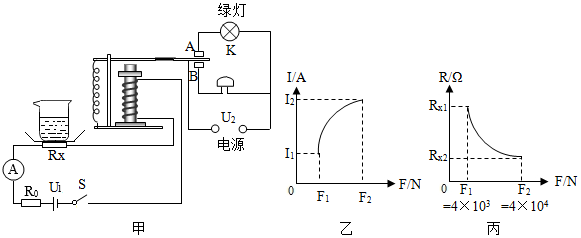 绿灯
A
K
B
U2
电源
Rx
A
R0
U1
S
甲
I/A
I2
I1
0
F1
F2
F/N
乙
R/Ω
Rx1
Rx2
0
F1
F2
F/N
=4×10³
=4×10⁴
丙